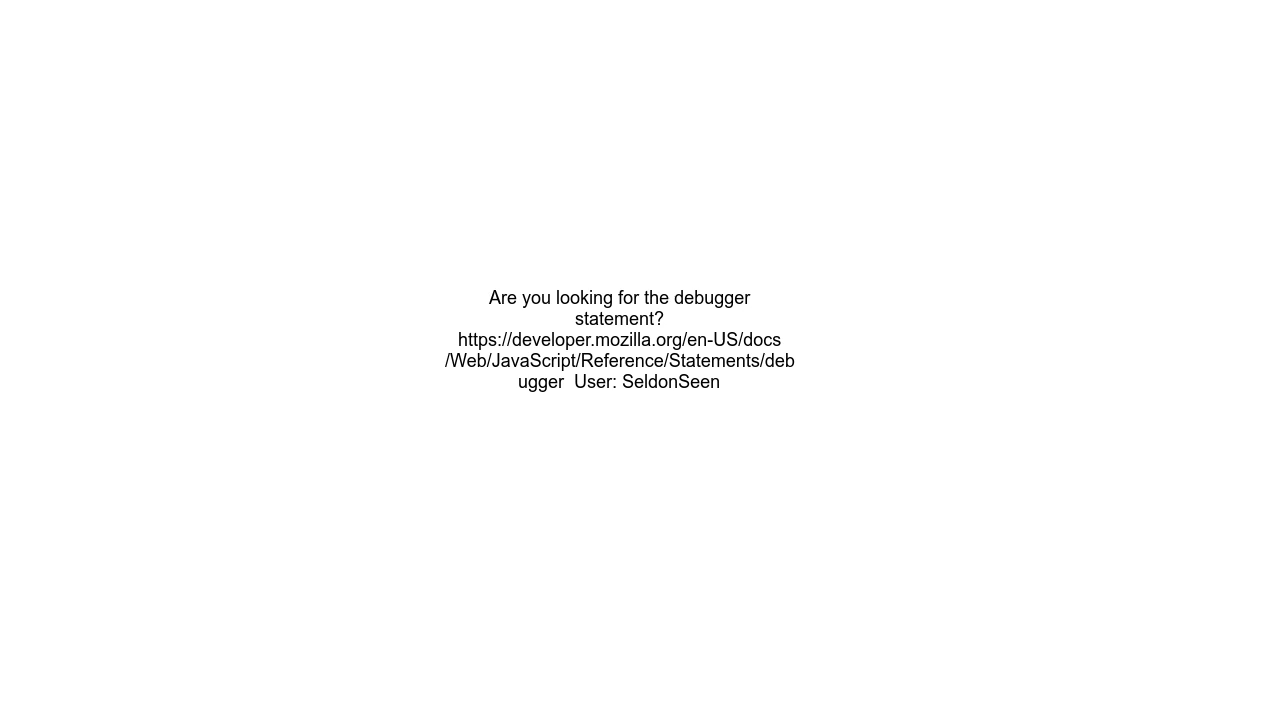 Are you looking for the debugger
statement?
https://developer.mozilla.org/en-US/docs
/Web/JavaScript/Reference/Statements/deb
ugger  User: SeldonSeen